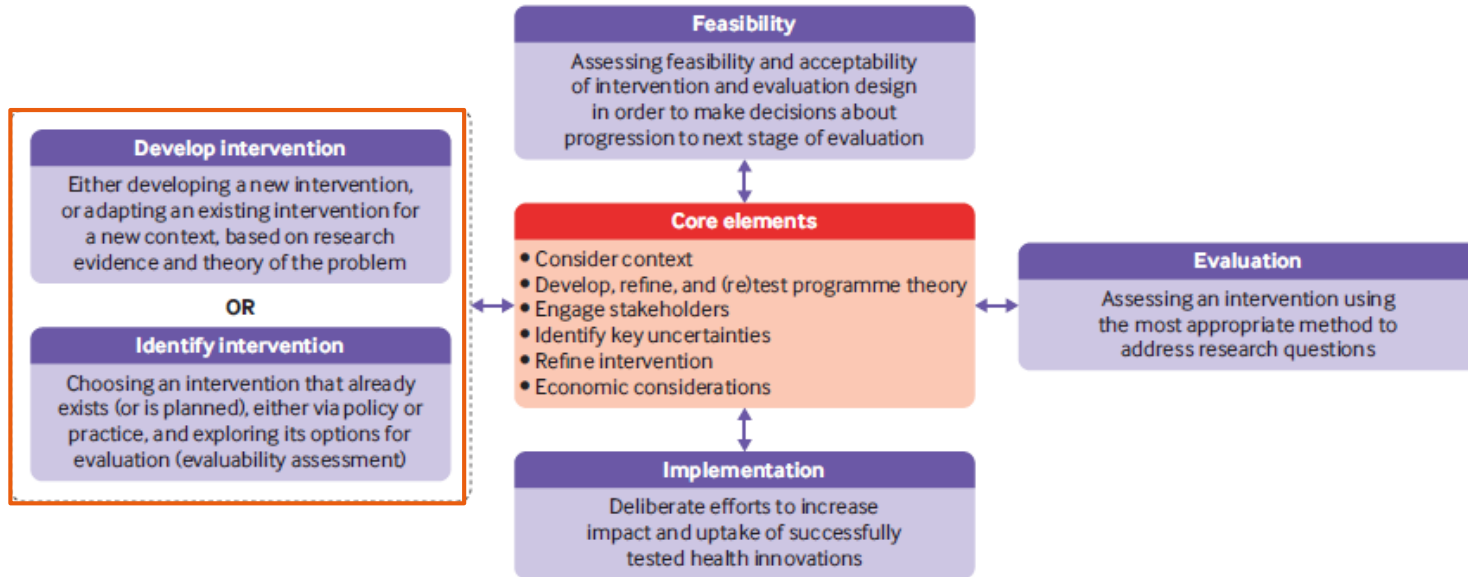 Feasibility
Assessing feasibility and acceptability
of intervention and evaluation design
in order to make decisions about
progression to next stage of evaluation
Develop intervention
Either developing a new intervention,
or adapting an existing intervention for
a new context, based on research
evidence and theory of the problem
OR
Identify intervention
Choosing an intervention that already
exists (or is planned), either via policy or
practice, and exploring its options for
evaluation (evaluability assessment)
Core elements
• Consider context
• Develop, refine, and (re)test programme theory
• Engage stakeholders
• Identify key uncertainties
• Refine intervention
• Economic considerations
Evaluation
Assessing an intervention using
the most appropriate method to
address research questions
Implementation
Deliberate efforts to increase
impact and uptake of successfully
tested health innovations